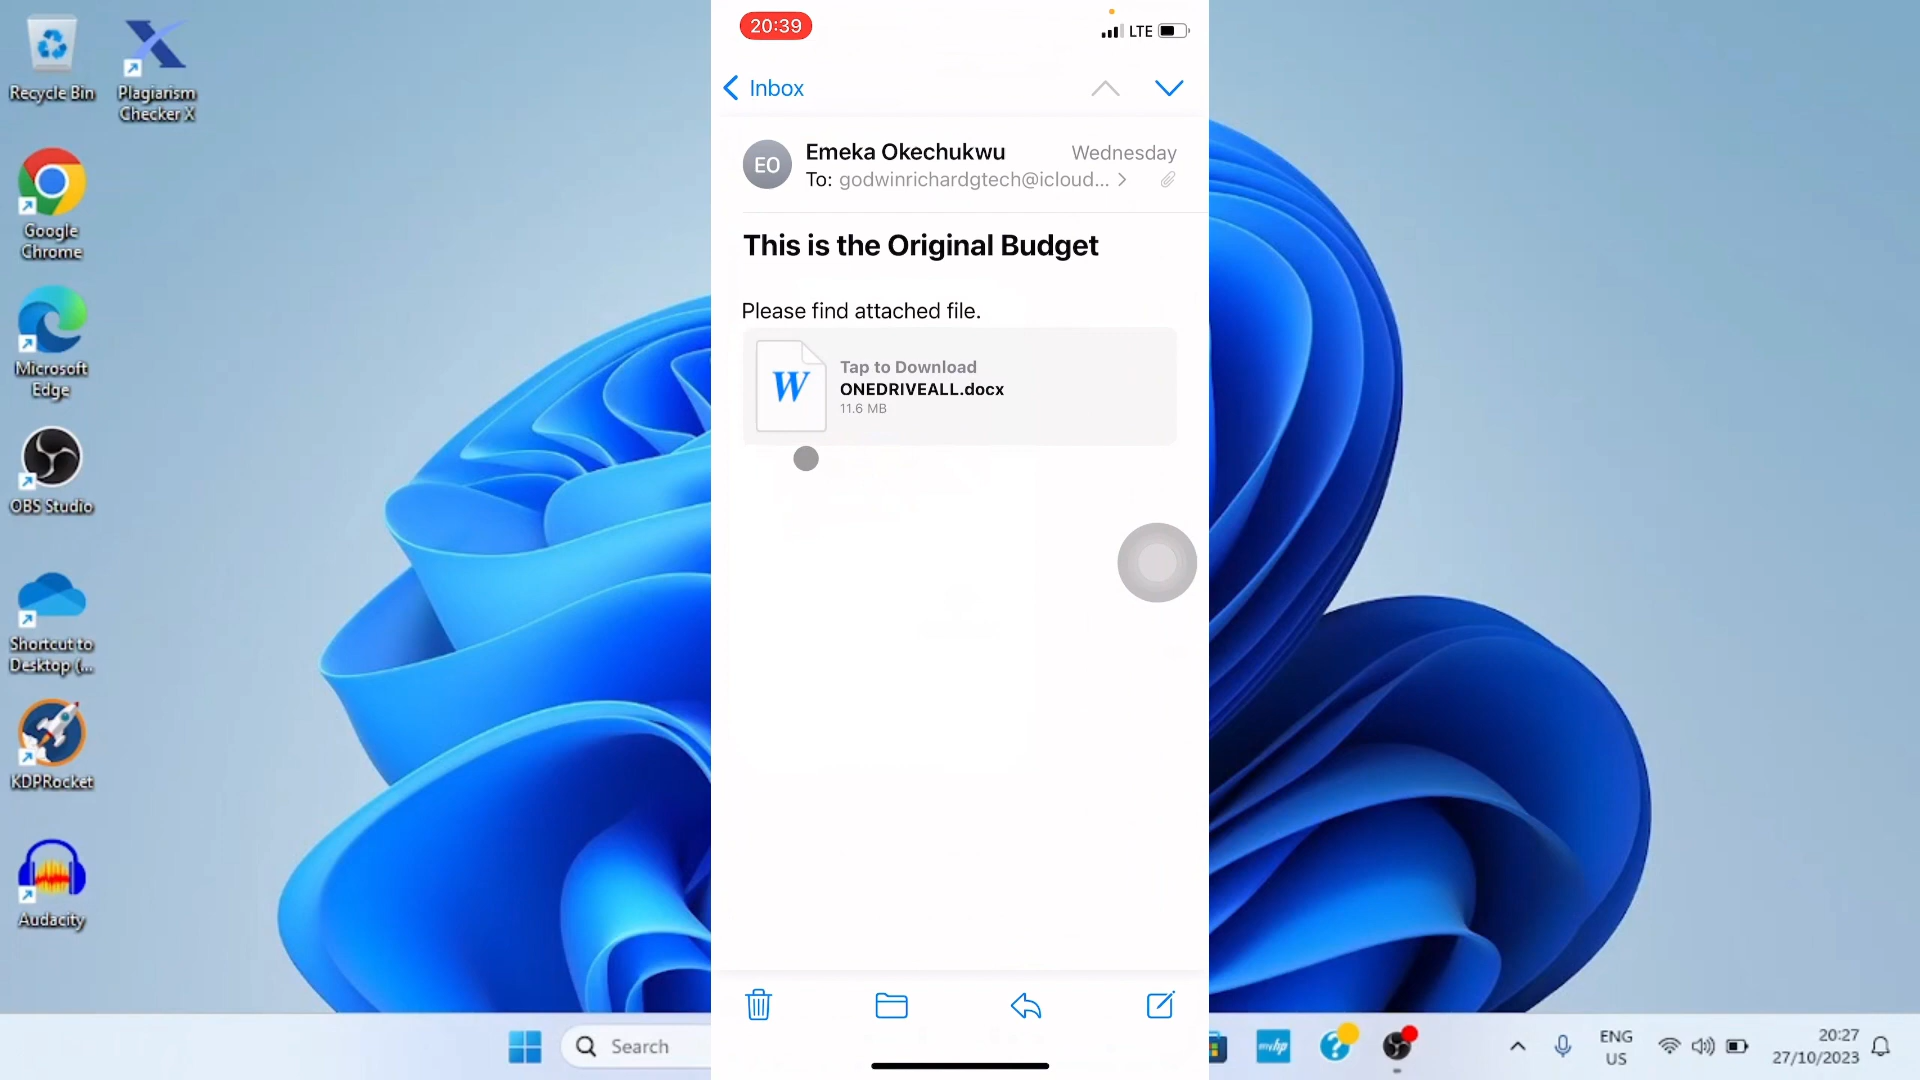 Recycle Bin
Plagiarism
Checker X
Google
Chrome
Microsoft
Edge
OBS Studio
Shortcut to
Desktop (...
KDPRocket
Audacity
20:39
LTE
Inbox
EO
Emeka Okechukwu
Wednesday
To: godwinrichardgtech@icloud...
This is the Original Budget
Please find attached file.
W
Tap to Download
ONEDRIVEALL.docx
11.6 MB
Search
myhp
ENG
US
20:27
27/10/2023